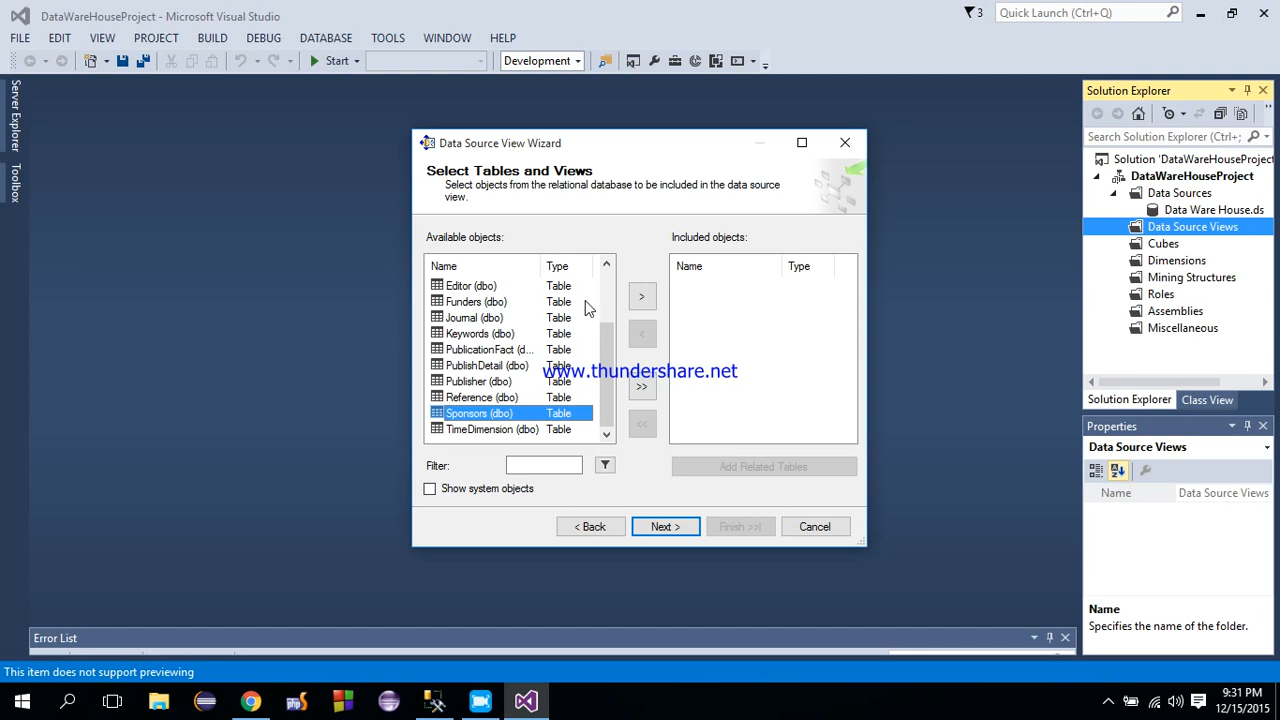 DataWareHouseProject - Microsoft Visual Studio
3
Quick Launch (Ctrl+Q)
FILE EDIT VIEW PROJECT BUILD DEBUG DATABASE TOOLS WINDOW HELP
Start
Development
Server Explorer
Toolbox
Data Source View Wizard
Select Tables and Views
Select objects from the relational database to be included in the data source
view.
Available objects:
Included objects:
Name Type
Name Type
Editor (dbo) Table
Funders (dbo) Table
Journal (dbo) Table
Keywords (dbo) Table
PublicationFact (d... Table
PublishDetail (dbo) Table
Publisher (dbo) Table
Reference (dbo) Table
Sponsors (dbo) Table
TimeDimension (dbo) Table
>
<
>>
<<
www.thundershare.net
Filter:
Add Related Tables
Show system objects
< Back
Next >
Finish >>|
Cancel
Solution Explorer
Search Solution Explorer (Ctrl+;
Solution 'DataWareHouseProject
DataWareHouseProject
Data Sources
Data Ware House.ds
Data Source Views
Cubes
Dimensions
Mining Structures
Roles
Assemblies
Miscellaneous
Solution Explorer Class View
Properties
Data Source Views
Name Data Source Views
Name
Specifies the name of the folder.
Error List
This item does not support previewing
9:31 PM
12/15/2015